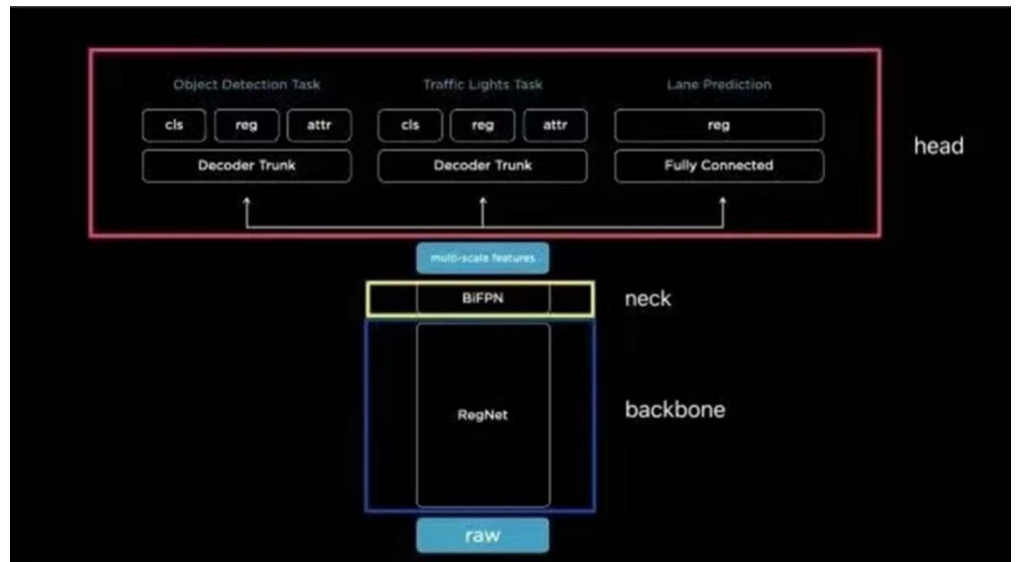 Object Detection Task Traffic Lights Task Lane Prediction
cls reg attr cls reg attr reg
head
Decoder Trunk Decoder Trunk Fully Connected
multi-scale features
BiFPN neck
RegNet backbone
raw